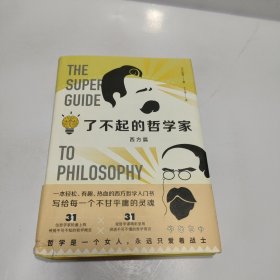 THE
SUPER
GUIDE
了不起的哲学家
西方篇
TO
PHILOSOPHY
一本轻松、有趣、热血的西方哲学入门书
写给每一个不甘平庸的灵魂
31
31
哲学是一个女人,永远只爱着战士